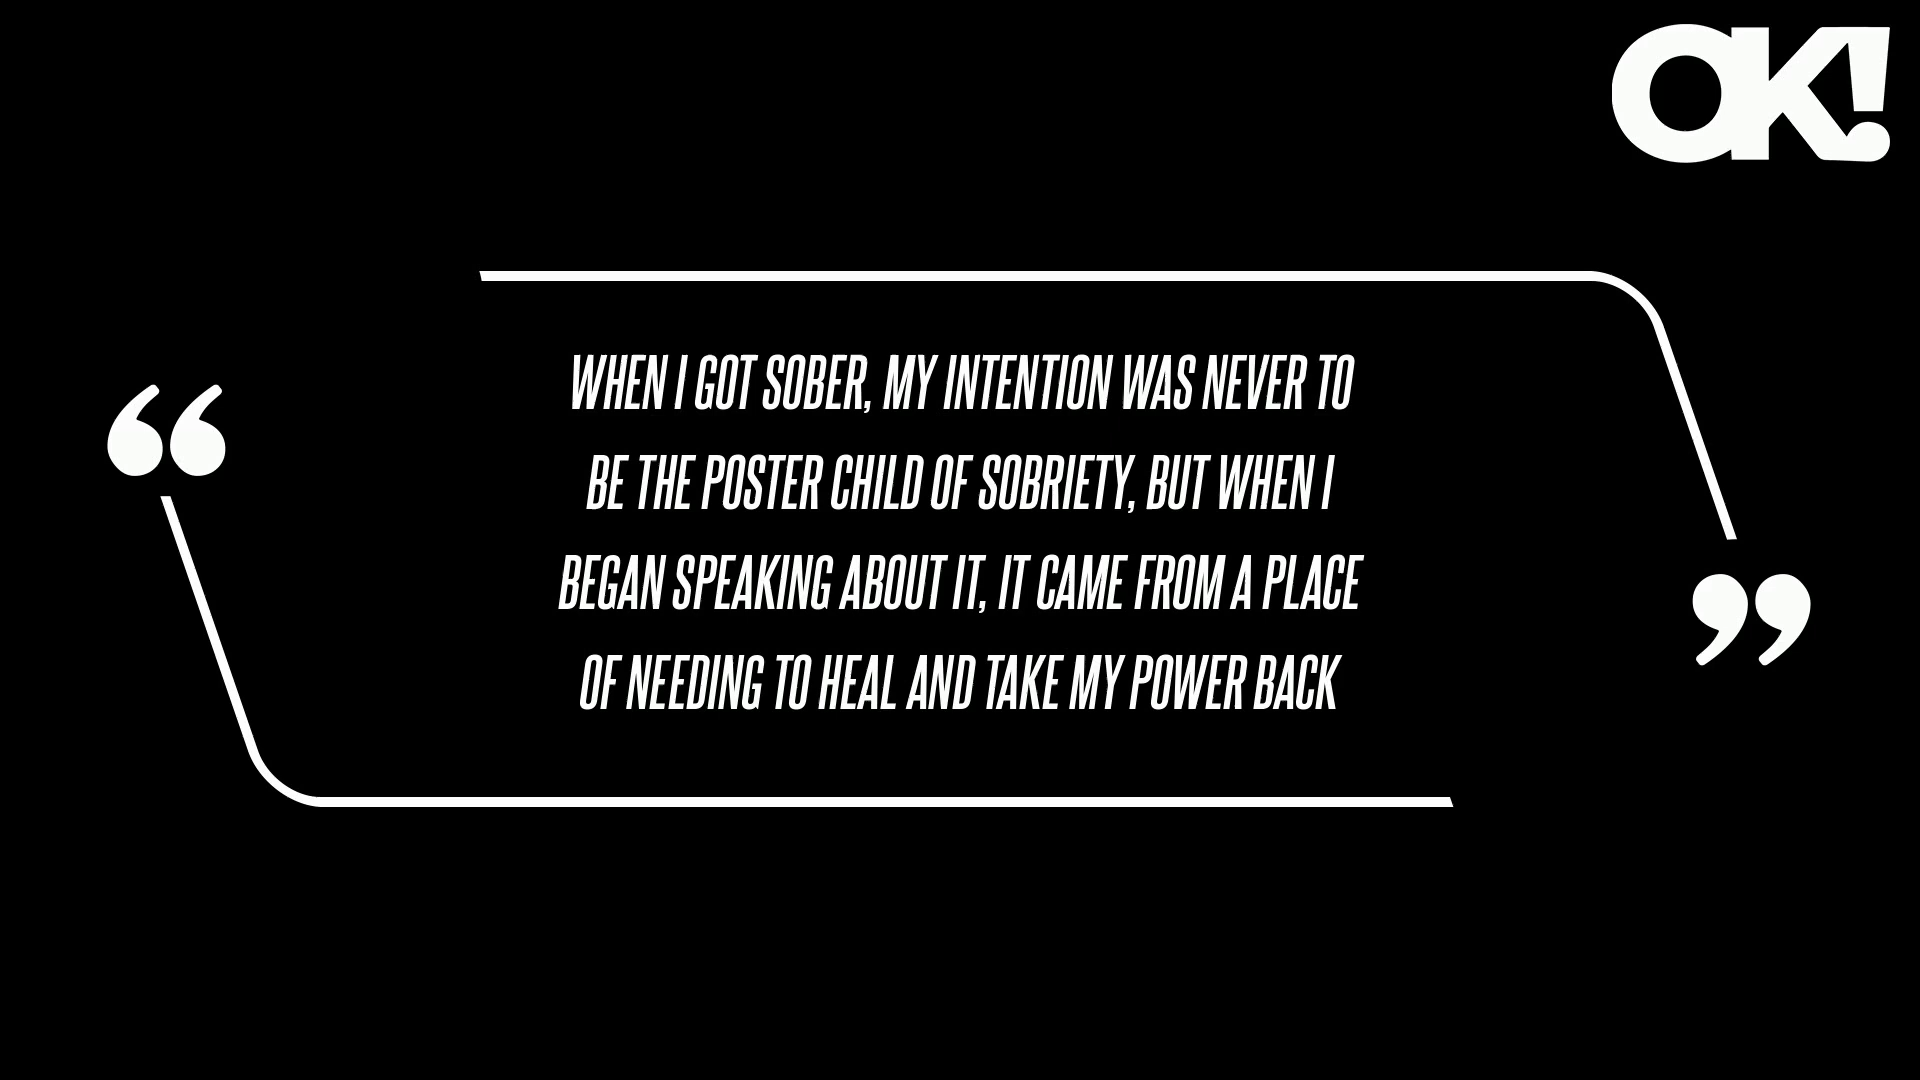 OK!
“
WHEN I GOT SOBER, MY INTENTION WAS NEVER TO
BE THE POSTER CHILD OF SOBRIETY, BUT WHEN I
BEGAN SPEAKING ABOUT IT, IT CAME FROM A PLACE
OF NEEDING TO HEAL AND TAKE MY POWER BACK
”